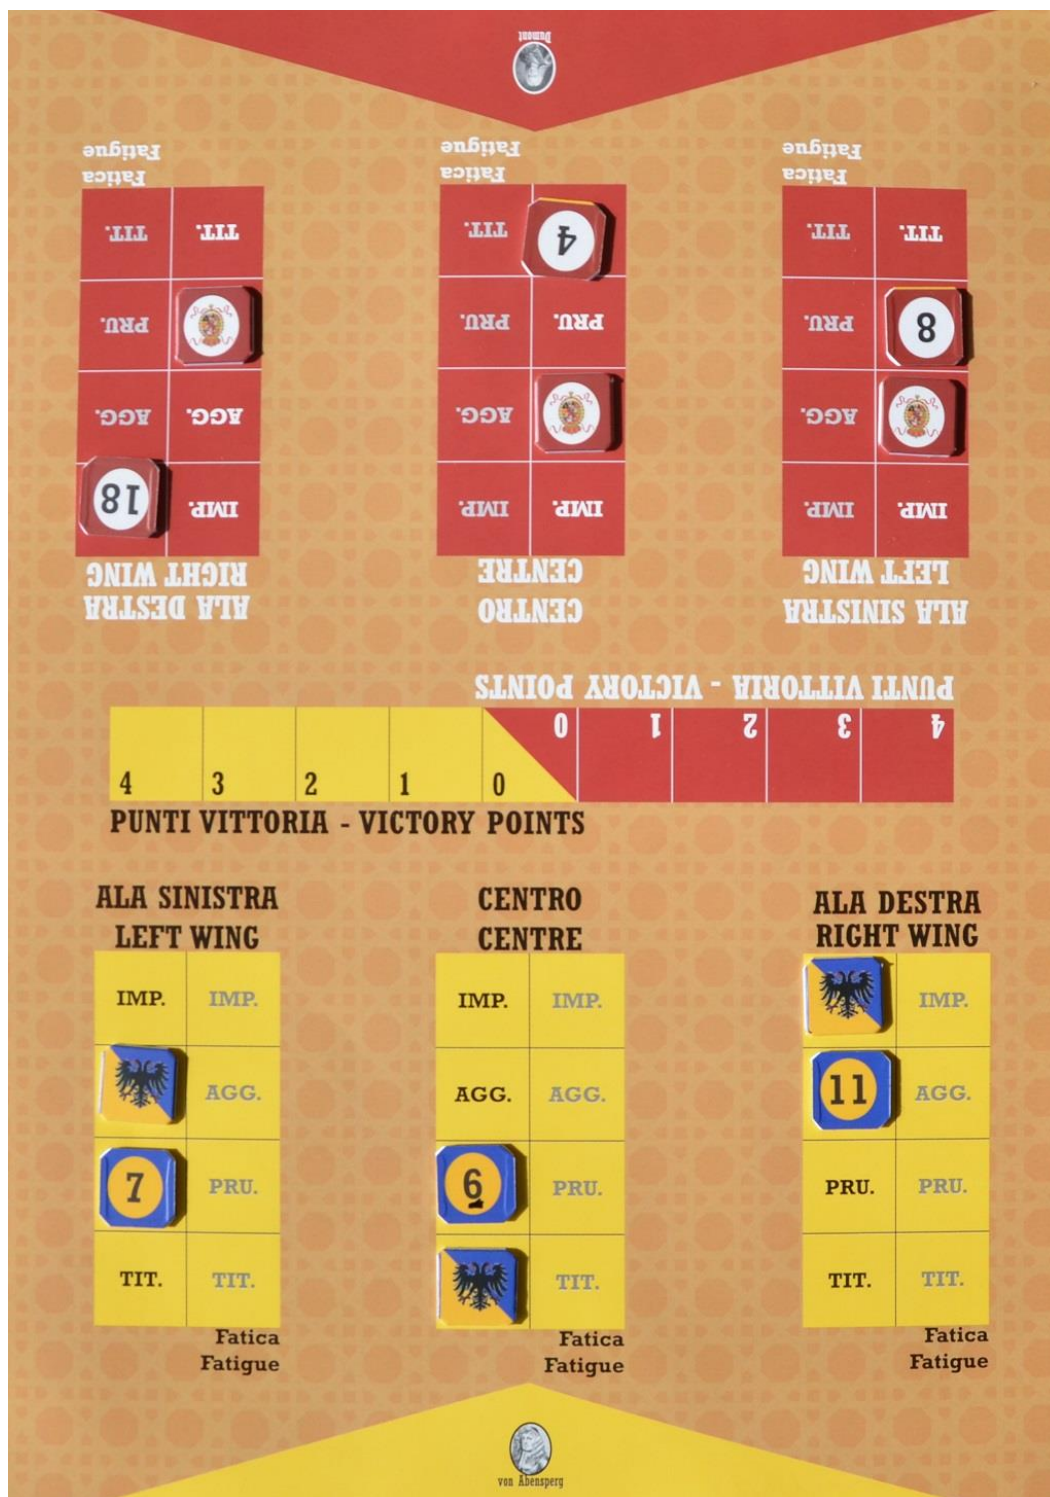 Dumont
Fatica
Fatigue
TIT. TIT.
PRU.
AGG. AGG.
18 IMP.
RIGHT WING
ALA DESTRA
Fatica
Fatigue
TIT. 4
PRU. PRU.
AGG.
IMP. IMP.
CENTRE
CENTRO
Fatica
Fatigue
TIT. TIT.
PRU. 8
AGG.
IMP. IMP.
LEFT WING
ALA SINISTRA
PUNTI VITTORIA - VICTORY POINTS
0 1 2 3 4
4 3 2 1 0
PUNTI VITTORIA - VICTORY POINTS
ALA SINISTRA
LEFT WING
IMP. IMP.
AGG.
7 PRU.
TIT. TIT.
Fatica
Fatigue
CENTRO
CENTRE
IMP. IMP.
AGG. AGG.
6 PRU.
TIT.
Fatica
Fatigue
ALA DESTRA
RIGHT WING
IMP.
11 AGG.
PRU. PRU.
TIT. TIT.
Fatica
Fatigue
von Abensperg